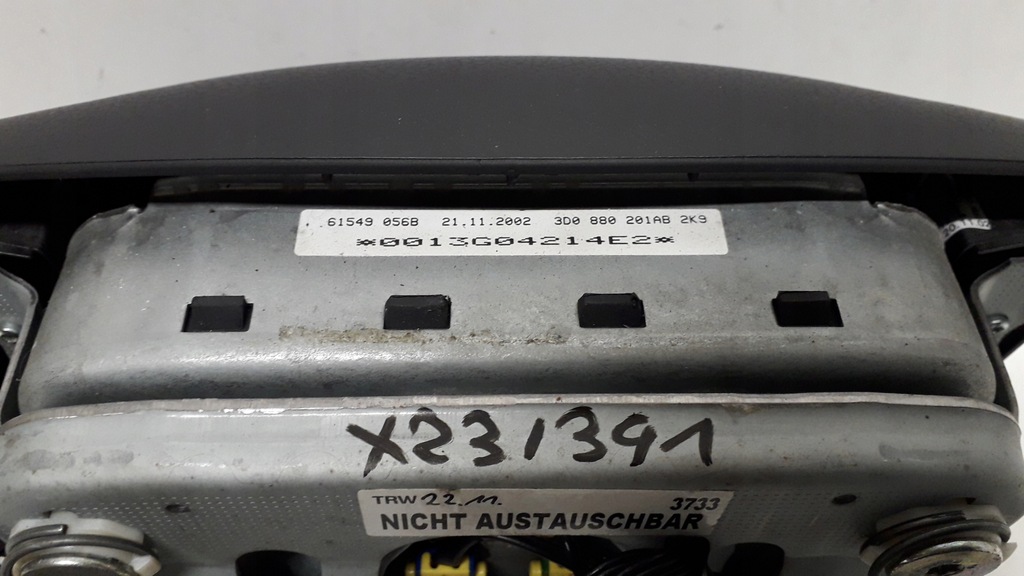 61549 056B 21.11.2002 3D0 880 201AB 2K9
*0013G04214E2*
X231391
TRW 22.11. 3733
NICHT AUSTAUSCHBAR